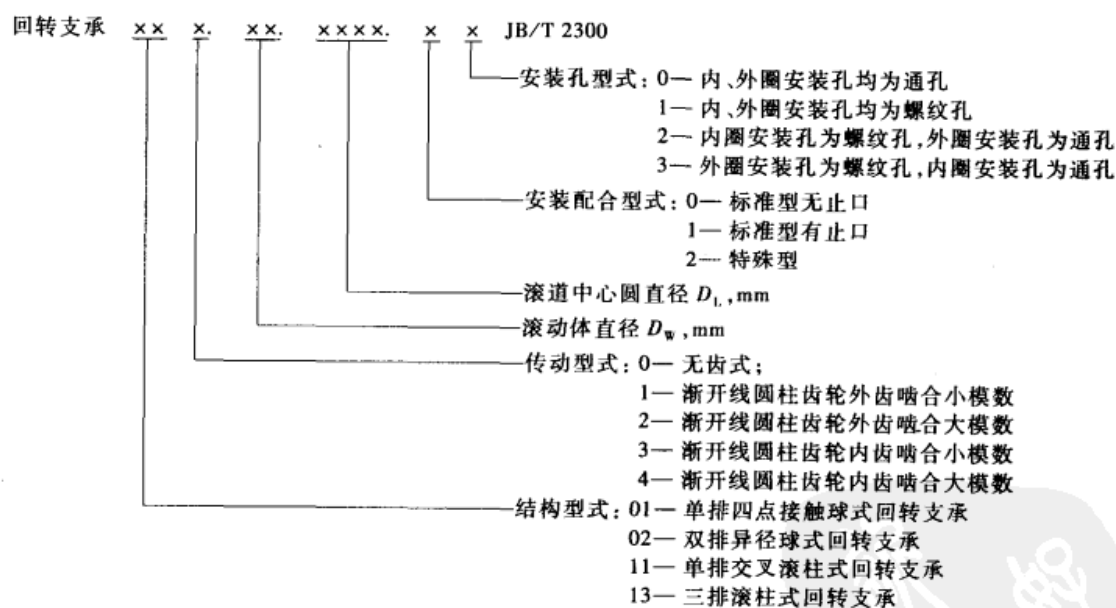 回转支承 ×× ×. ××. ××××. × × JB/T 2300
安装孔型式：0— 内、外圈安装孔均为通孔
1— 内、外圈安装孔均为螺纹孔
2— 内圈安装孔为螺纹孔，外圈安装孔为通孔
3— 外圈安装孔为螺纹孔，内圈安装孔为通孔
安装配合型式：0— 标准型无止口
1— 标准型有止口
2— 特殊型
滚道中心圆直径 D_L，mm
滚动体直径 D_W，mm
传动型式：0— 无齿式；
1— 渐开线圆柱齿轮外齿啮合小模数
2— 渐开线圆柱齿轮外齿啮合大模数
3— 渐开线圆柱齿轮内齿啮合小模数
4— 渐开线圆柱齿轮内齿啮合大模数
结构型式：01— 单排四点接触球式回转支承
02— 双排异径球式回转支承
11— 单排交叉滚柱式回转支承
13— 三排滚柱式回转支承